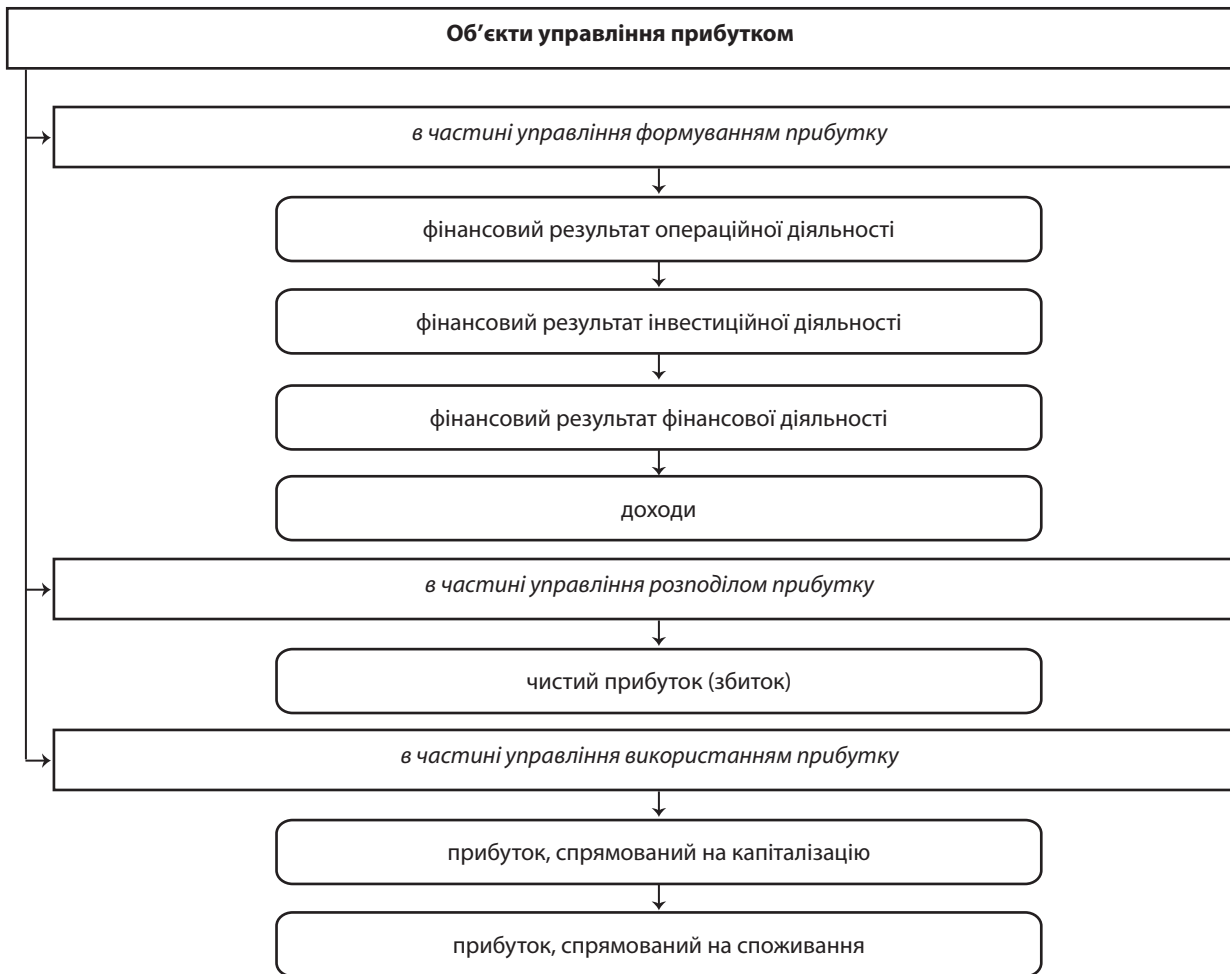 Об’єкти управління прибутком
в частині управління формуванням прибутку
фінансовий результат операційної діяльності
фінансовий результат інвестиційної діяльності
фінансовий результат фінансової діяльності
доходи
в частині управління розподілом прибутку
чистий прибуток (збиток)
в частині управління використанням прибутку
прибуток, спрямований на капіталізацію
прибуток, спрямований на споживання